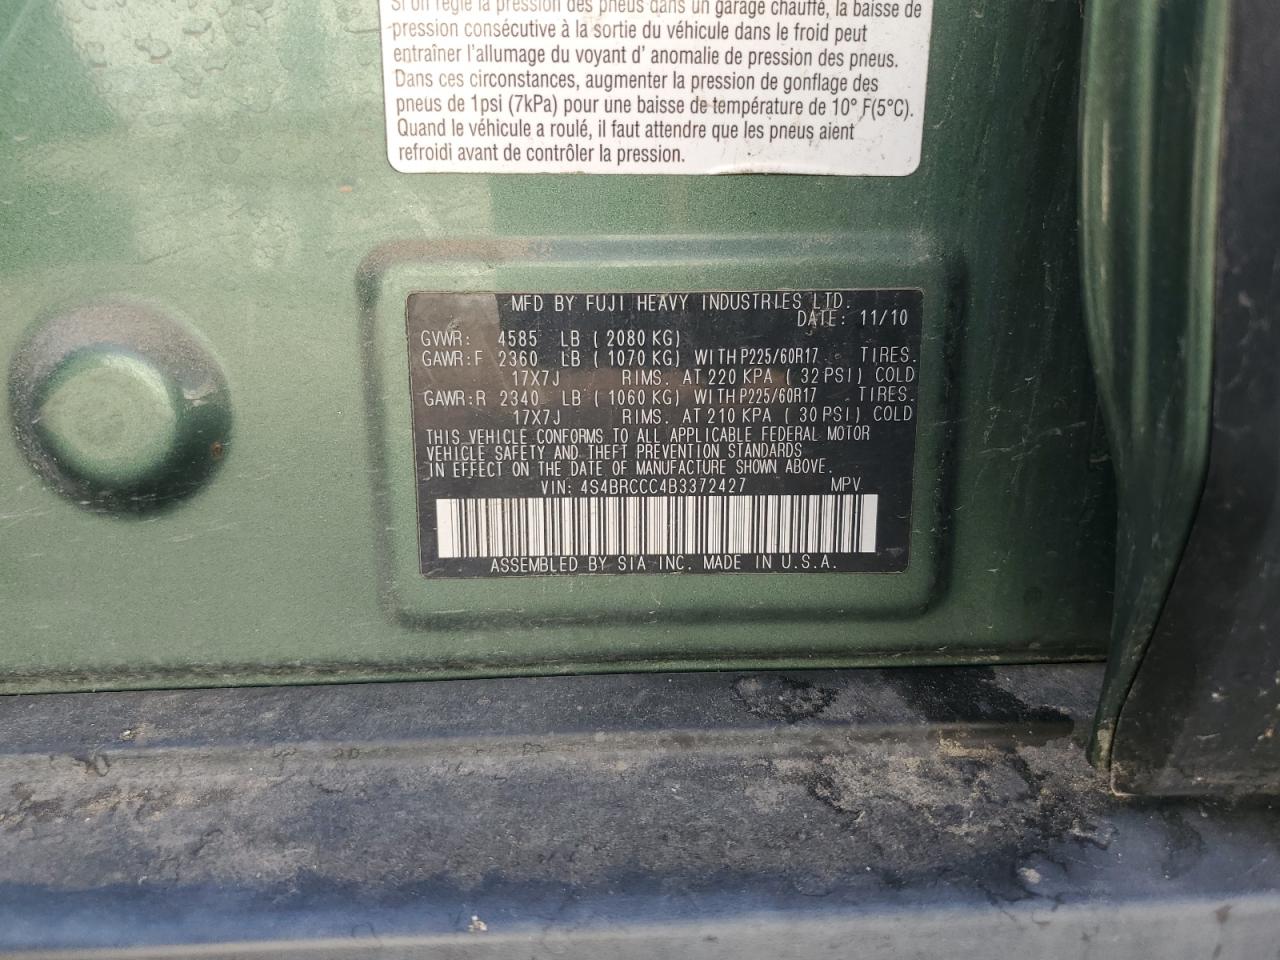 Si on règle la pression des pneus dans un garage chauffé, la baisse de
pression consécutive à la sortie du véhicule dans le froid peut
entraîner l'allumage du voyant d' anomalie de pression des pneus.
Dans ces circonstances, augmenter la pression de gonflage des
pneus de 1psi (7kPa) pour une baisse de température de 10° F(5°C).
Quand le véhicule a roulé, il faut attendre que les pneus aient
refroidi avant de contrôler la pression.
MFD BY FUJI HEAVY INDUSTRIES LTD.
DATE: 11/10
GVWR: 4585 LB ( 2080 KG)
GAWR:F 2360 LB ( 1070 KG) WITH P225/60R17 TIRES.
17X7J RIMS. AT 220 KPA ( 32 PSI) COLD
GAWR:R 2340 LB ( 1060 KG) WITH P225/60R17 TIRES.
17X7J RIMS. AT 210 KPA ( 30 PSI) COLD
THIS VEHICLE CONFORMS TO ALL APPLICABLE FEDERAL MOTOR
VEHICLE SAFETY AND THEFT PREVENTION STANDARDS
IN EFFECT ON THE DATE OF MANUFACTURE SHOWN ABOVE.
VIN: 4S4BRCCC4B3372427 MPV
ASSEMBLED BY SIA INC. MADE IN U.S.A.